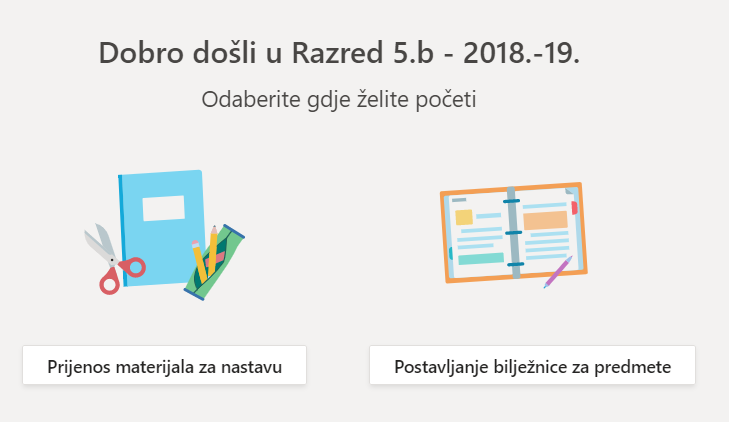 Dobro došli u Razred 5.b - 2018.-19.
Odaberite gdje želite početi
Prijenos materijala za nastavu
Postavljanje bilježnice za predmete